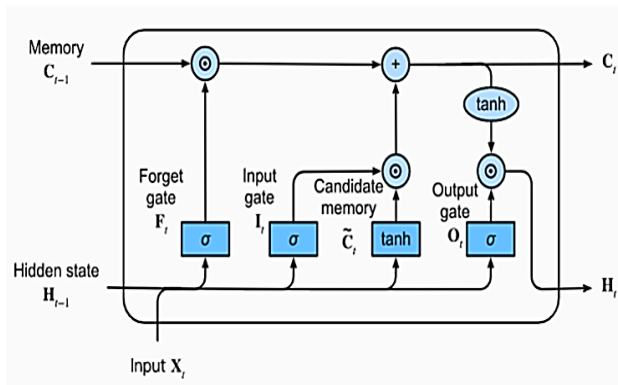 Memory
C_{t-1}
⊙
+
C_t
tanh
Forget
gate
F_t
Input
gate
I_t
⊙
Candidate
memory
C̃_t
Output
gate
O_t
⊙
σ
σ
tanh
σ
Hidden state
H_{t-1}
H_t
Input X_t